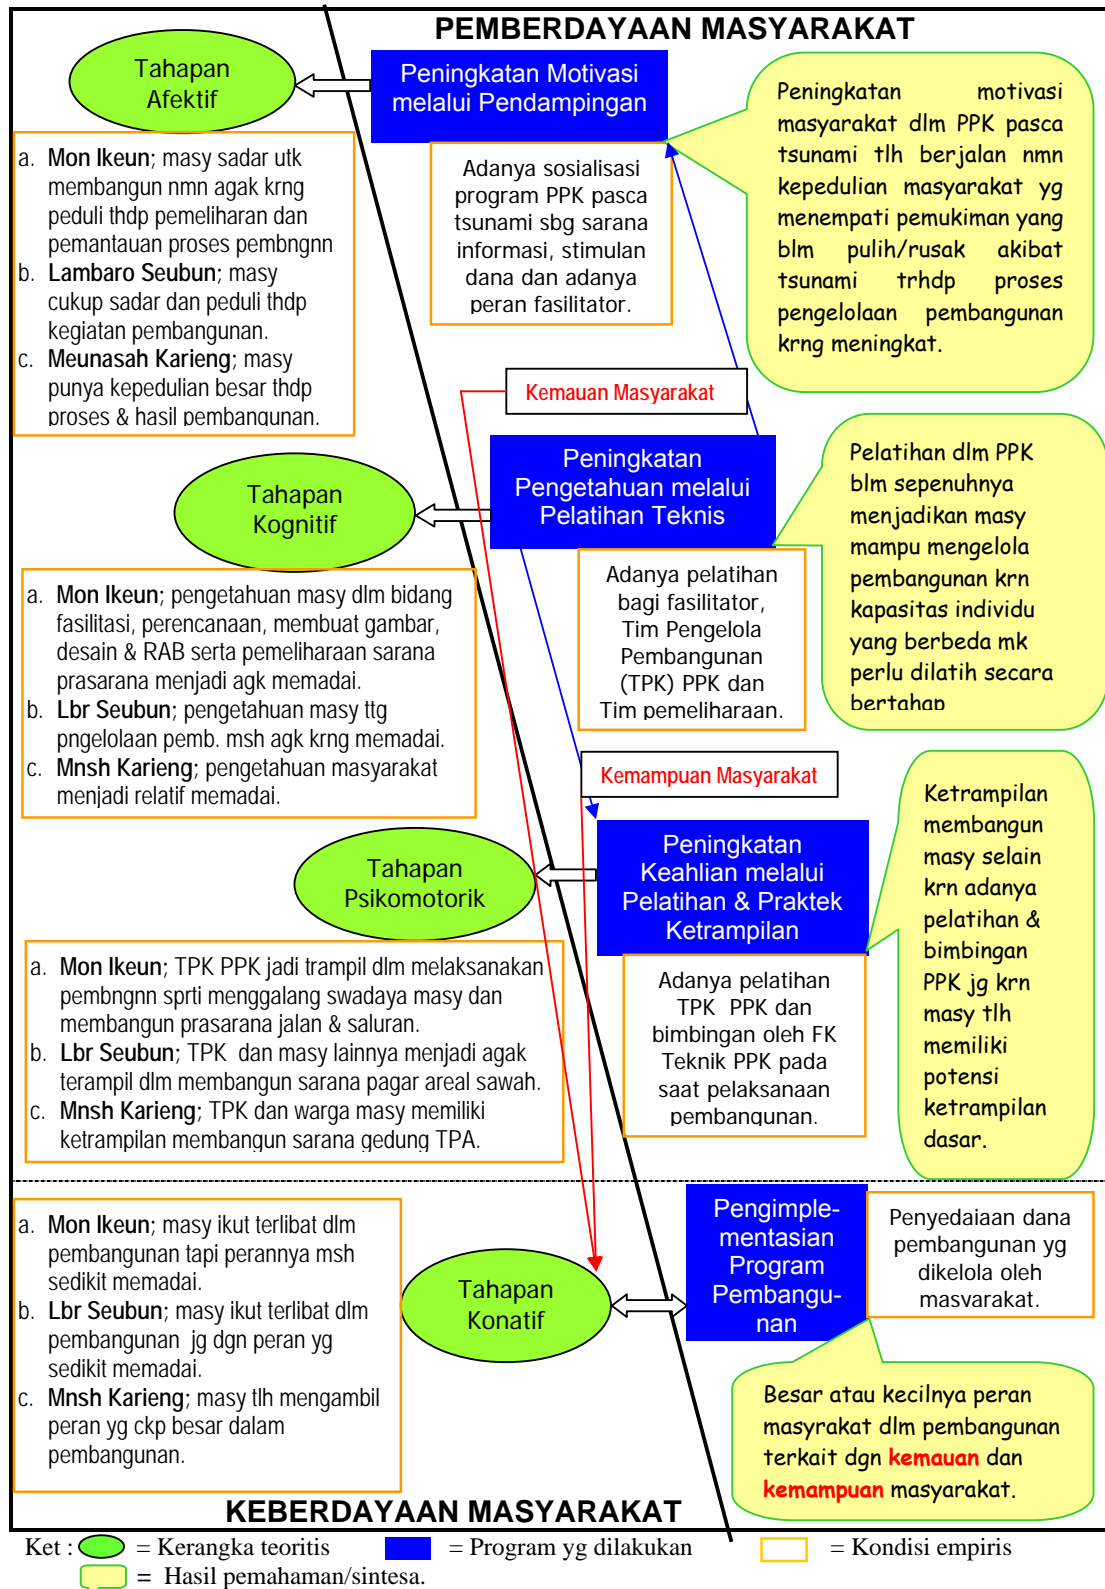 PEMBERDAYAAN MASYARAKAT
Tahapan
Afektif
Peningkatan Motivasi
melalui Pendampingan
Peningkatan motivasi
masyarakat dlm PPK pasca
tsunami tlh berjalan nmn
kepedulian masyarakat yg
menempati pemukiman yang
blm pulih/rusak akibat
tsunami trhdp proses
pengelolaan pembangunan
krng meningkat.
a. Mon Ikeun; masy sadar utk
membangun nmn agak krng
peduli thdp pemeliharan dan
pemantauan proses pembngnn
b. Lambaro Seubun; masy
cukup sadar dan peduli thdp
kegiatan pembangunan.
c. Meunasah Karieng; masy
punya kepedulian besar thdp
proses & hasil pembangunan.
Adanya sosialisasi
program PPK pasca
tsunami sbg sarana
informasi, stimulan
dana dan adanya
peran fasilitator.
Kemauan Masyarakat
Tahapan
Kognitif
Peningkatan
Pengetahuan melalui
Pelatihan Teknis
Pelatihan dlm PPK
blm sepenuhnya
menjadikan masy
mampu mengelola
pembangunan krn
kapasitas individu
yang berbeda mk
perlu dilatih secara
bertahap
a. Mon Ikeun; pengetahuan masy dlm bidang
fasilitasi, perencanaan, membuat gambar,
desain & RAB serta pemeliharaan sarana
prasarana menjadi agk memadai.
b. Lbr Seubun; pengetahuan masy ttg
pngelolaan pemb. msh agk krng memadai.
c. Mnsh Karieng; pengetahuan masyarakat
menjadi relatif memadai.
Adanya pelatihan
bagi fasilitator,
Tim Pengelola
Pembangunan
(TPK) PPK dan
Tim pemeliharaan.
Kemampuan Masyarakat
Tahapan
Psikomotorik
Peningkatan
Keahlian melalui
Pelatihan & Praktek
Ketrampilan
Ketrampilan
membangun
masy selain
krn adanya
pelatihan &
bimbingan
PPK jg krn
masy tlh
memiliki
potensi
ketrampilan
dasar.
a. Mon Ikeun; TPK PPK jadi trampil dlm melaksanakan
pembngnn sprti menggalang swadaya masy dan
membangun prasarana jalan & saluran.
b. Lbr Seubun; TPK dan masy lainnya menjadi agak
terampil dlm membangun sarana pagar areal sawah.
c. Mnsh Karieng; TPK dan warga masy memiliki
ketrampilan membangun sarana gedung TPA.
Adanya pelatihan
TPK PPK dan
bimbingan oleh FK
Teknik PPK pada
saat pelaksanaan
pembangunan.
a. Mon Ikeun; masy ikut terlibat dlm
pembangunan tapi perannya msh
sedikit memadai.
b. Lbr Seubun; masy ikut terlibat dlm
pembangunan jg dgn peran yg
sedikit memadai.
c. Mnsh Karieng; masy tlh mengambil
peran yg ckp besar dalam
pembangunan.
Tahapan
Konatif
Pengimple-
mentasian
Program
Pembangu-
nan
Penyedaiaan dana
pembangunan yg
dikelola oleh
masyarakat.
Besar atau kecilnya peran
masyrakat dlm pembangunan
terkait dgn kemauan dan
kemampuan masyarakat.
KEBERDAYAAN MASYARAKAT
Ket : = Kerangka teoritis = Program yg dilakukan = Kondisi empiris
= Hasil pemahaman/sintesa.